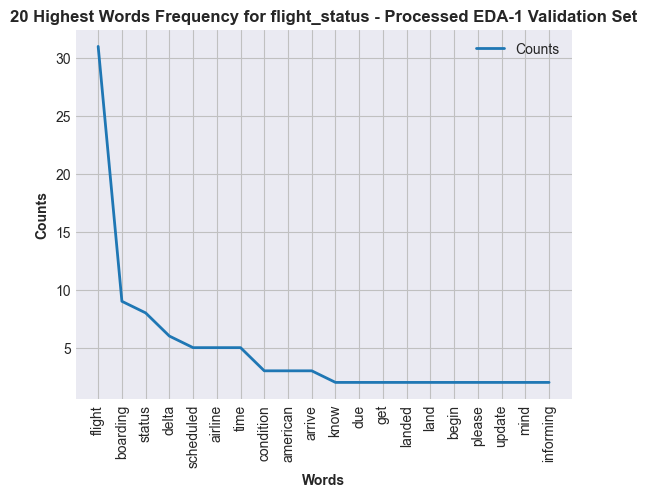 20 Highest Words Frequency for flight_status - Processed EDA-1 Validation Set
Counts
30
25
20
15
10
5
Counts
flight
boarding
status
delta
scheduled
airline
time
condition
american
arrive
know
due
get
landed
land
begin
please
update
mind
informing
Words